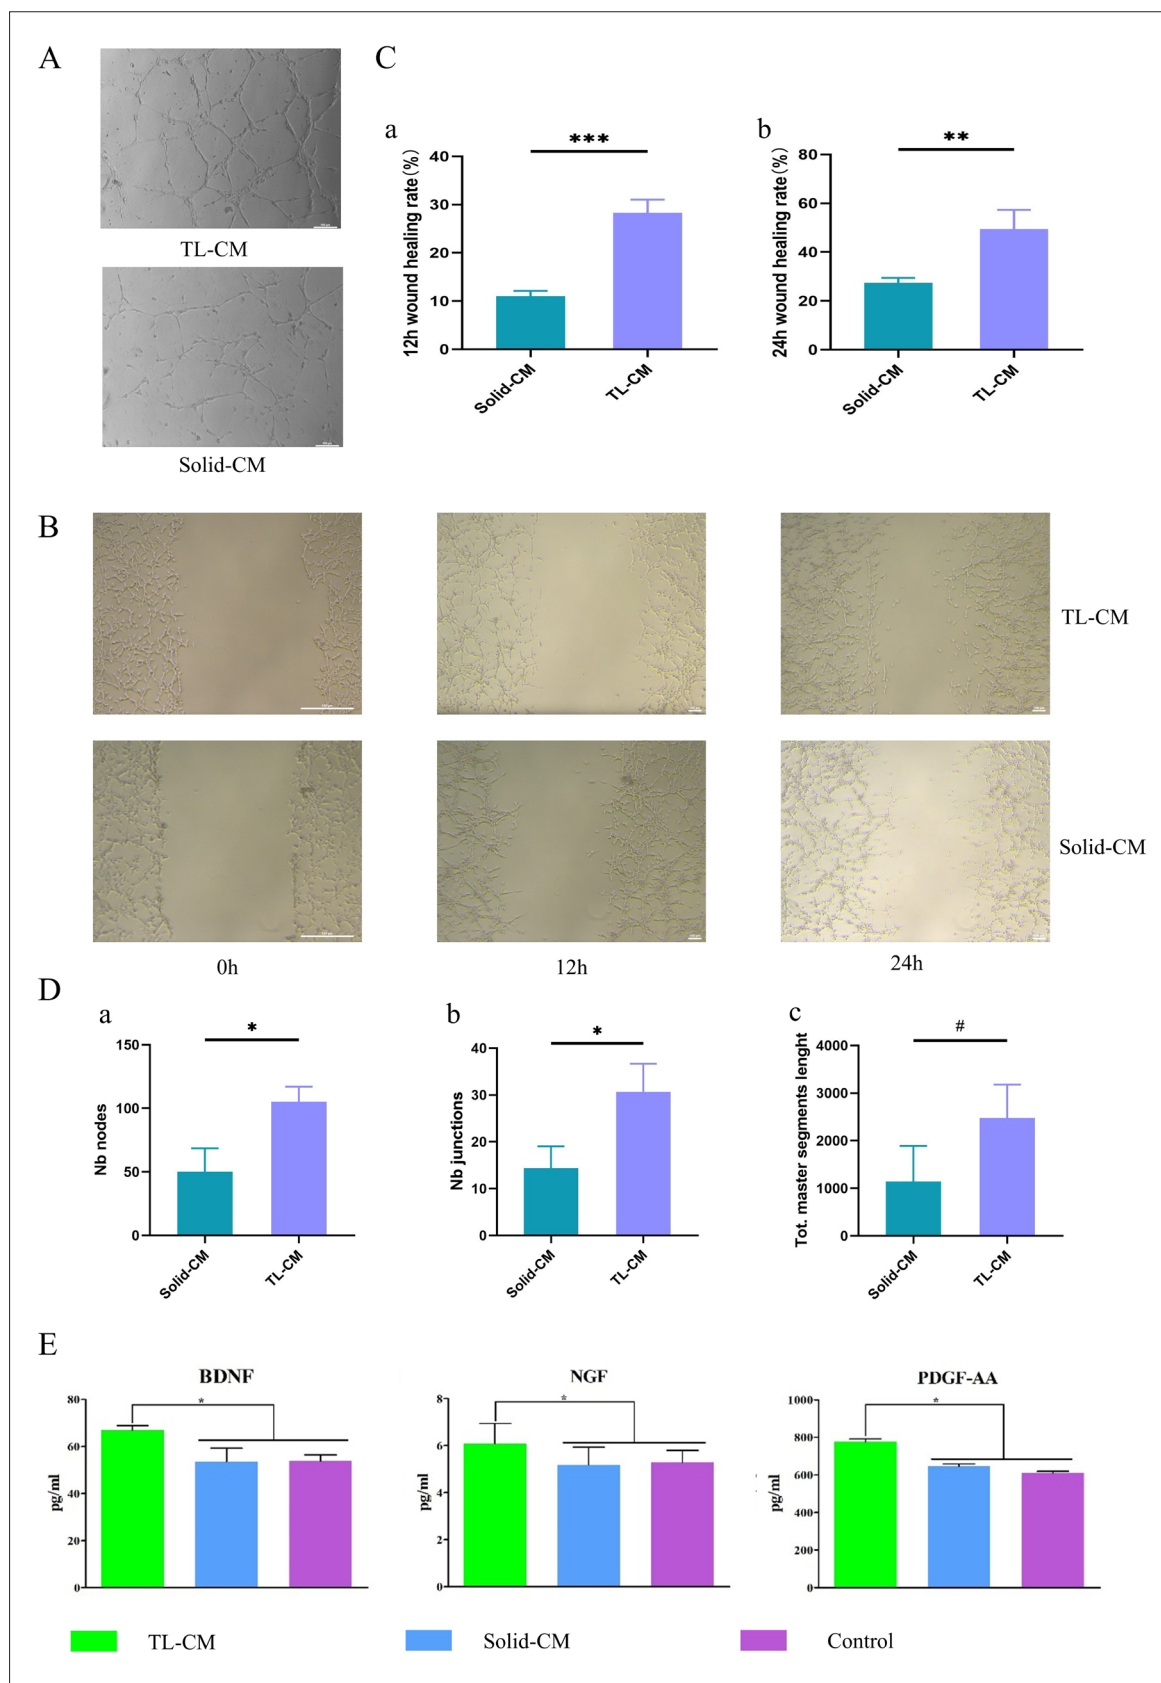 A
C
TL-CM
Solid-CM
a
***
12h wound healing rate(%)
40
30
20
10
0
Solid-CM
TL-CM
b
**
24h wound healing rate(%)
80
60
40
20
0
Solid-CM
TL-CM
B
TL-CM
Solid-CM
0h
12h
24h
D
a
*
Nb nodes
150
100
50
0
Solid-CM
TL-CM
b
*
Nb junctions
40
30
20
10
0
Solid-CM
TL-CM
c
#
Tot. master segments lenght
4000
3000
2000
1000
0
Solid-CM
TL-CM
E
BDNF
*
pg/ml
80
60
40
20
0
NGF
*
pg/ml
8
6
4
2
0
PDGF-AA
*
pg/ml
1000
800
600
400
200
0
TL-CM
Solid-CM
Control